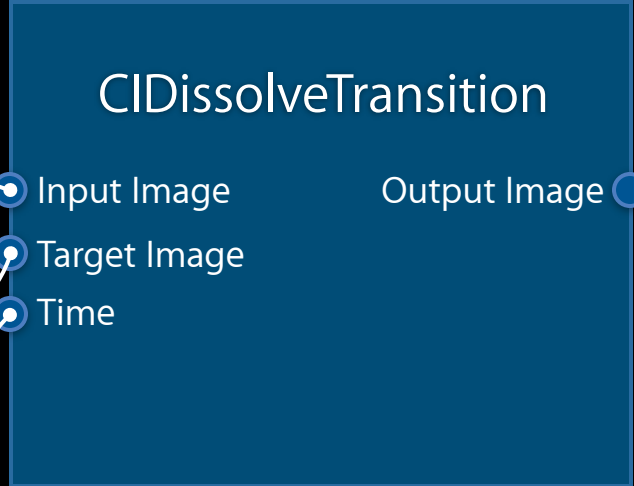 CIDissolveTransition
Input Image
Output Image
Target Image
Time